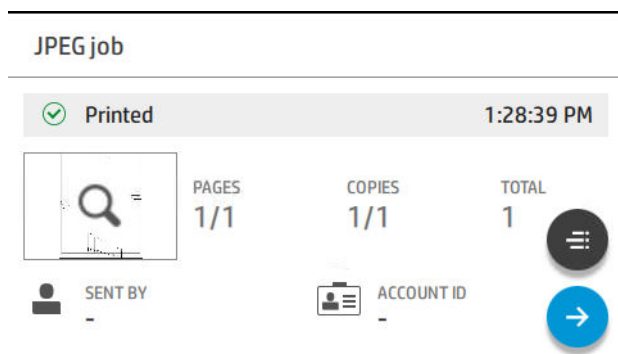 JPEG job
Printed 1:28:39 PM
PAGES COPIES TOTAL
1/1 1/1 1
SENT BY ACCOUNT ID
- -